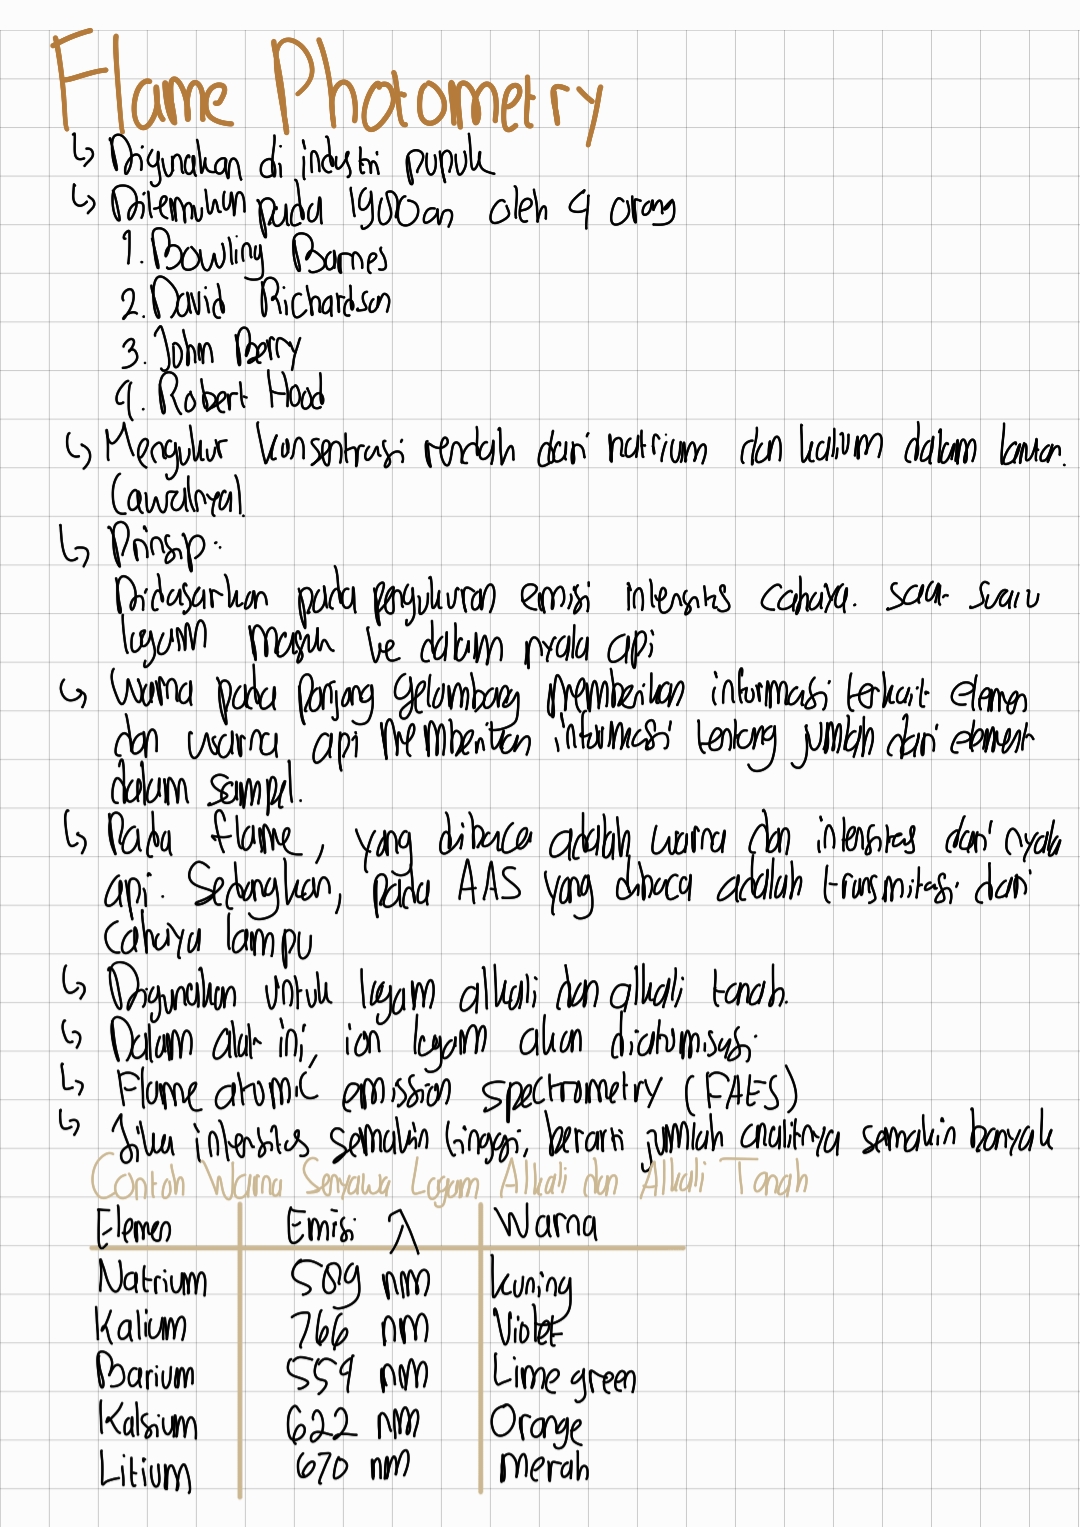 Flame Photometry
↳ Digunakan di industri pupuk
↳ Ditemukan pada 1980an oleh 4 orang
1. Bowling Barnes
2. David Richardson
3. John Berry
4. Robert Hood
↳ Mengukur konsentrasi rendah dari natrium dan kalium dalam larutan.
(awalnya)
↳ Prinsip:
Didasarkan pada pengukuran emisi intensitas cahaya. saat suatu
logam masuk ke dalam nyala api
↳ Warna pada panjang gelombang memberikan informasi terkait elemen
dan warna api memberikan informasi tentang jumlah dari element
dalam sampel.
↳ Pada flame, yang dibaca adalah warna dan intensitas dari nyala
api. Sedangkan, pada AAS yang dibaca adalah transmitasi dari
cahaya lampu
↳ Digunakan untuk logam alkali dan alkali tanah.
↳ Dalam alat ini, ion logam akan diatomisasi.
↳ Flame atomic emission spectrometry (FAES)
↳ Jika intensitas semakin tinggi, berarti jumlah analitnya semakin banyak
Contoh Warna Senyawa Logam Alkali dan Alkali Tanah
Elemen Emisi λ Warna
Natrium 589 nm kuning
Kalium 766 nm Violet
Barium 554 nm Lime green
Kalsium 622 nm Orange
Litium 670 nm merah